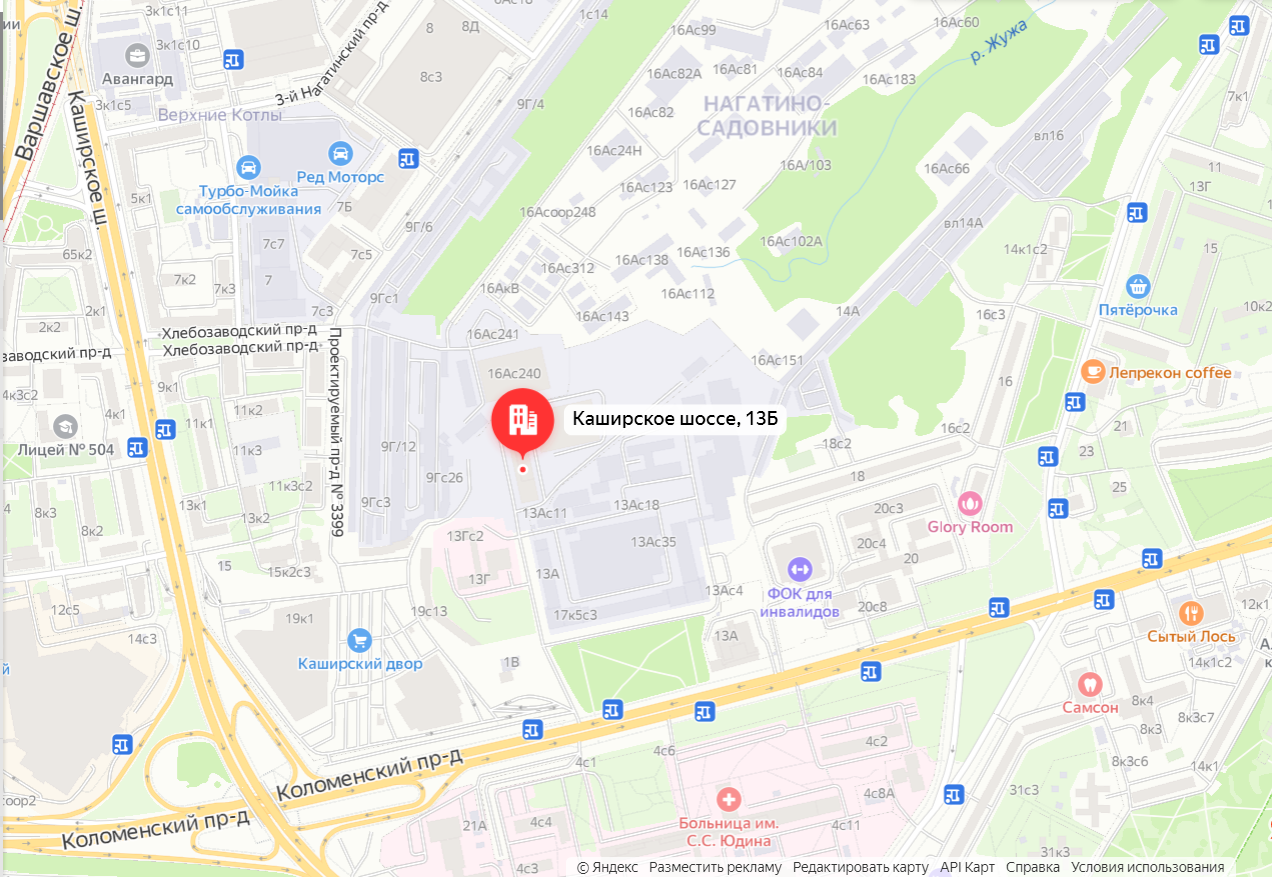 1с14
16Ас60
16Ас63
16Ас99
8
8Д
3к1с10
Варшавское ш.
р. Жужа
Авангард
3-й Нагатинский пр-д
8с3
16Ас82А
16Ас81
16Ас84
16Ас183
3к1с5
Каширское ш.
Верхние Котлы
9Г/4
16Ас82
НАГАТИНО-
САДОВНИКИ
7к1
вл16
16Ас24Н
16А/103
16Ас66
11
13Г
Ред Моторс
Турбо-Мойка
самообслуживания
5к1
7Б
16Ас123
16Ас127
16Асоор248
9Г/6
вл14А
7с7
7с5
65к2
16Ас136
16Ас138
16Ас102А
14к1с2
15
16Ас312
7к2
7к3
7
16АкВ
16Ас112
9Гс1
Пятёрочка
10к2
2к1
2к2
7с3
16Ас143
14А
16с3
Хлебозаводский пр-д
Хлебозаводский пр-д
заводский пр-д
16Ас241
Проектируемый пр-д № 3399
16Ас151
16Ас240
Лепрекон coffee
16
9к1
4к3с2
4к1
11к2
11к1
Каширское шоссе, 13Б
16с2
21
Лицей № 504
11к3
9Г/12
18с2
23
9Гс26
18
11к3с2
25
4
13к1
13к2
9Гс3
13Ас11
13Ас18
20с3
Glory Room
8
13Гс2
13Ас35
20с4
20
15
15к2с3
13Г
13А
ФОК для
инвалидов
13Ас4
12с5
19к1
19с13
17к5с3
20с8
12к1
14с3
13А
Сытый Лось
Каширский двор
1В
14к1с2
й
Самсон
8к4
8к3с7
8к3
4с6
4с2
4с1
8к3с6
14к1
Коломенский пр-д
31с3
4с8А
соор2
Коломенский пр-д
21А
4с4
Больница им.
С.С. Юдина
4с11
31к3
4с3
© Яндекс Разместить рекламу Редактировать карту API Карт Справка Условия использования